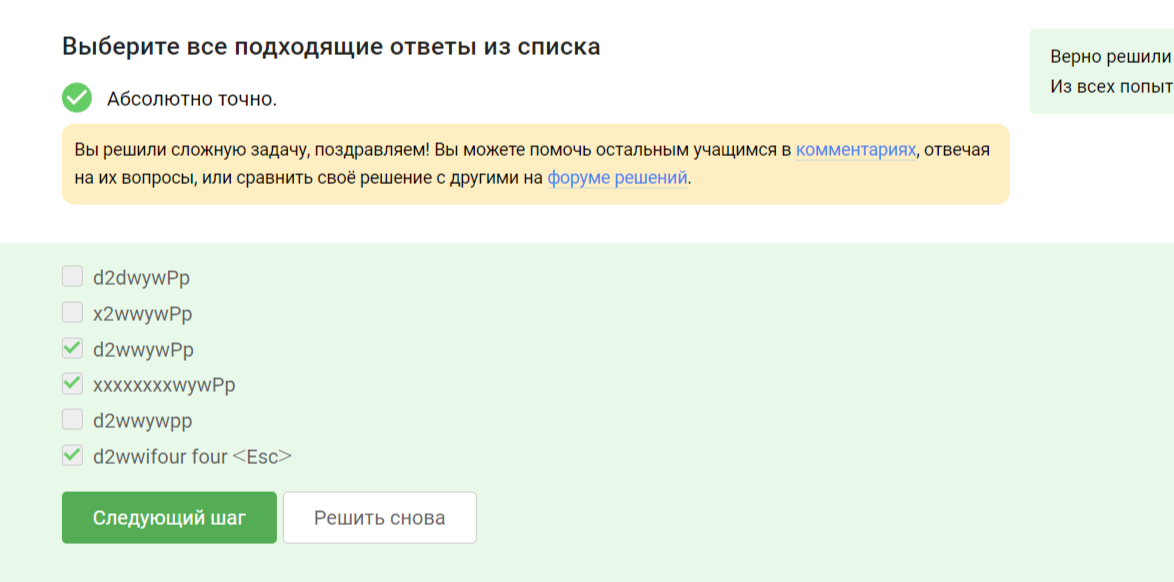 Выберите все подходящие ответы из списка
Абсолютно точно.
Вы решили сложную задачу, поздравляем! Вы можете помочь остальным учащимся в комментариях, отвечая
на их вопросы, или сравнить своё решение с другими на форуме решений.
Верно решили
Из всех попыт
d2dwywPp
x2wwywPp
d2wwywPp
xxxxxxxxwywPp
d2wwywpp
d2wwifour four <Esc>
Следующий шаг
Решить снова